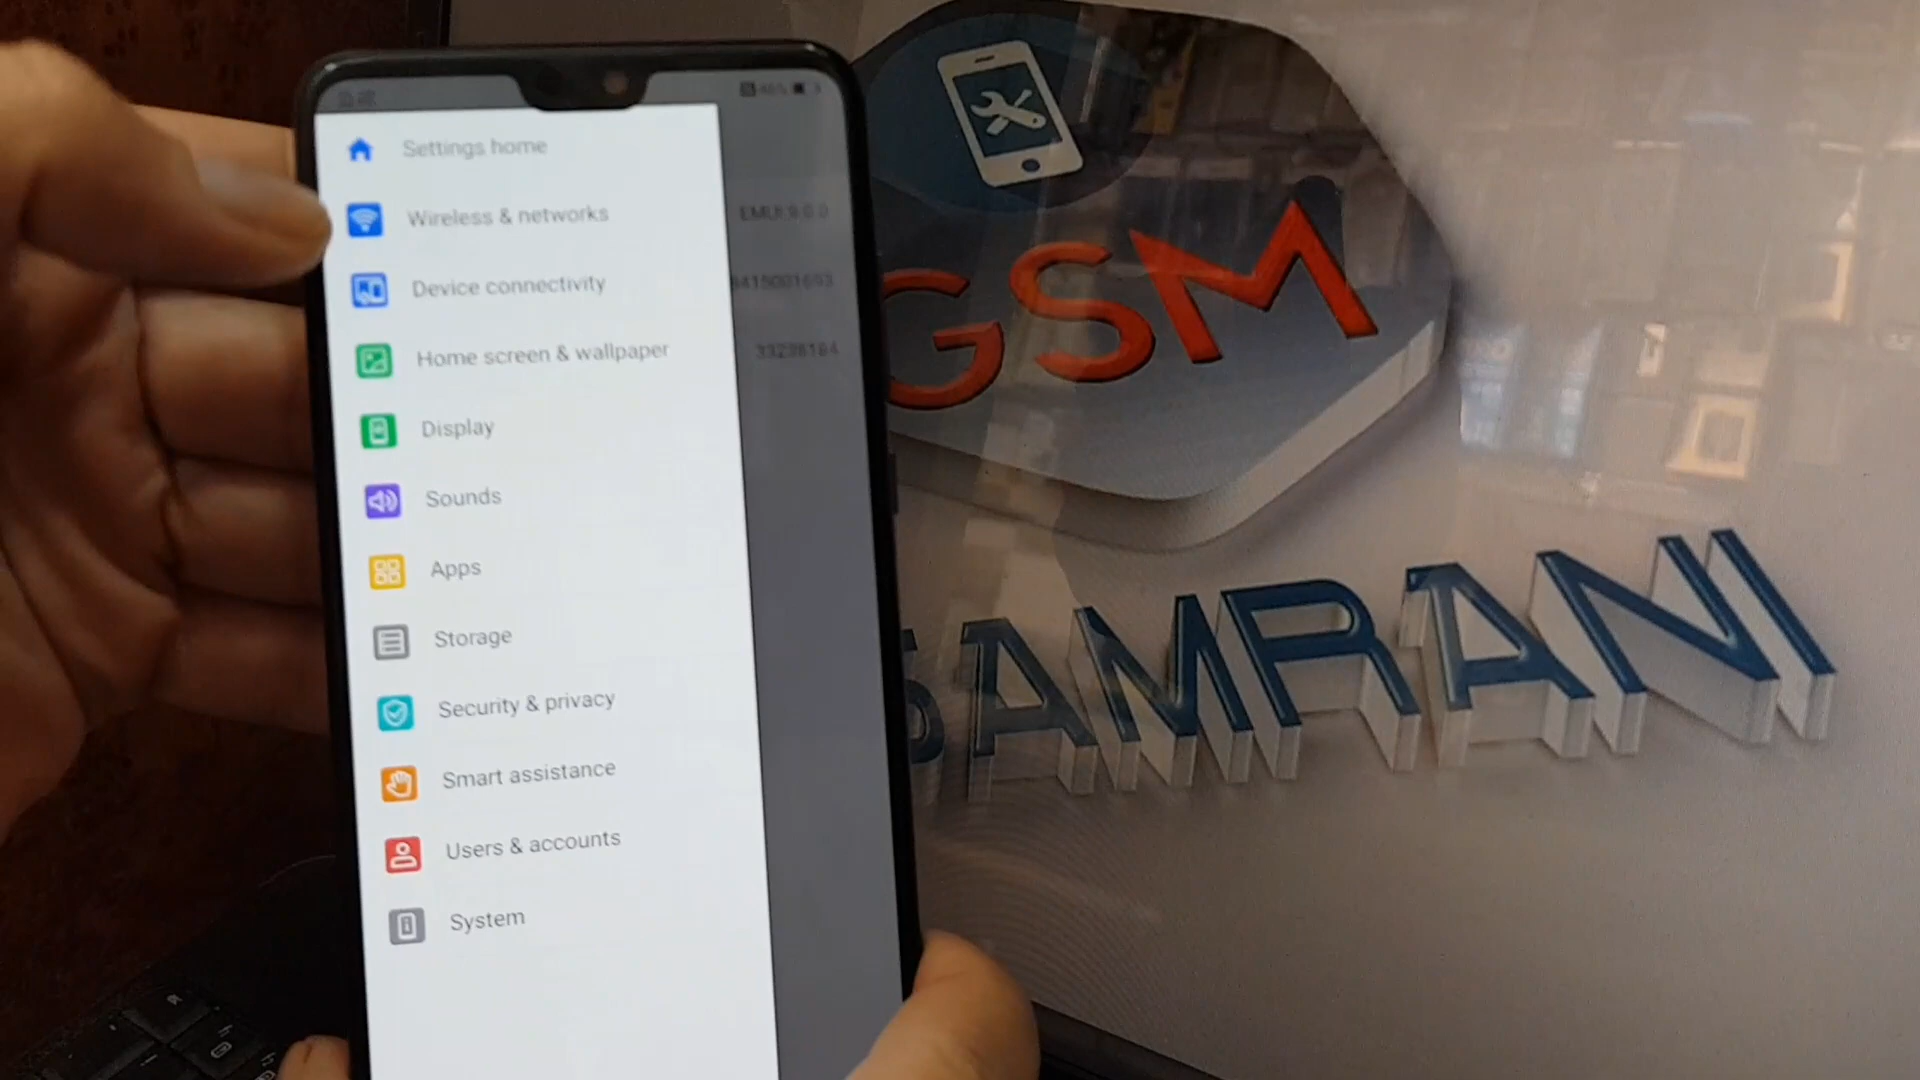 Settings home
Wireless & networks
Device connectivity
Home screen & wallpaper
Display
Sounds
Apps
Storage
Security & privacy
Smart assistance
Users & accounts
System
GSM